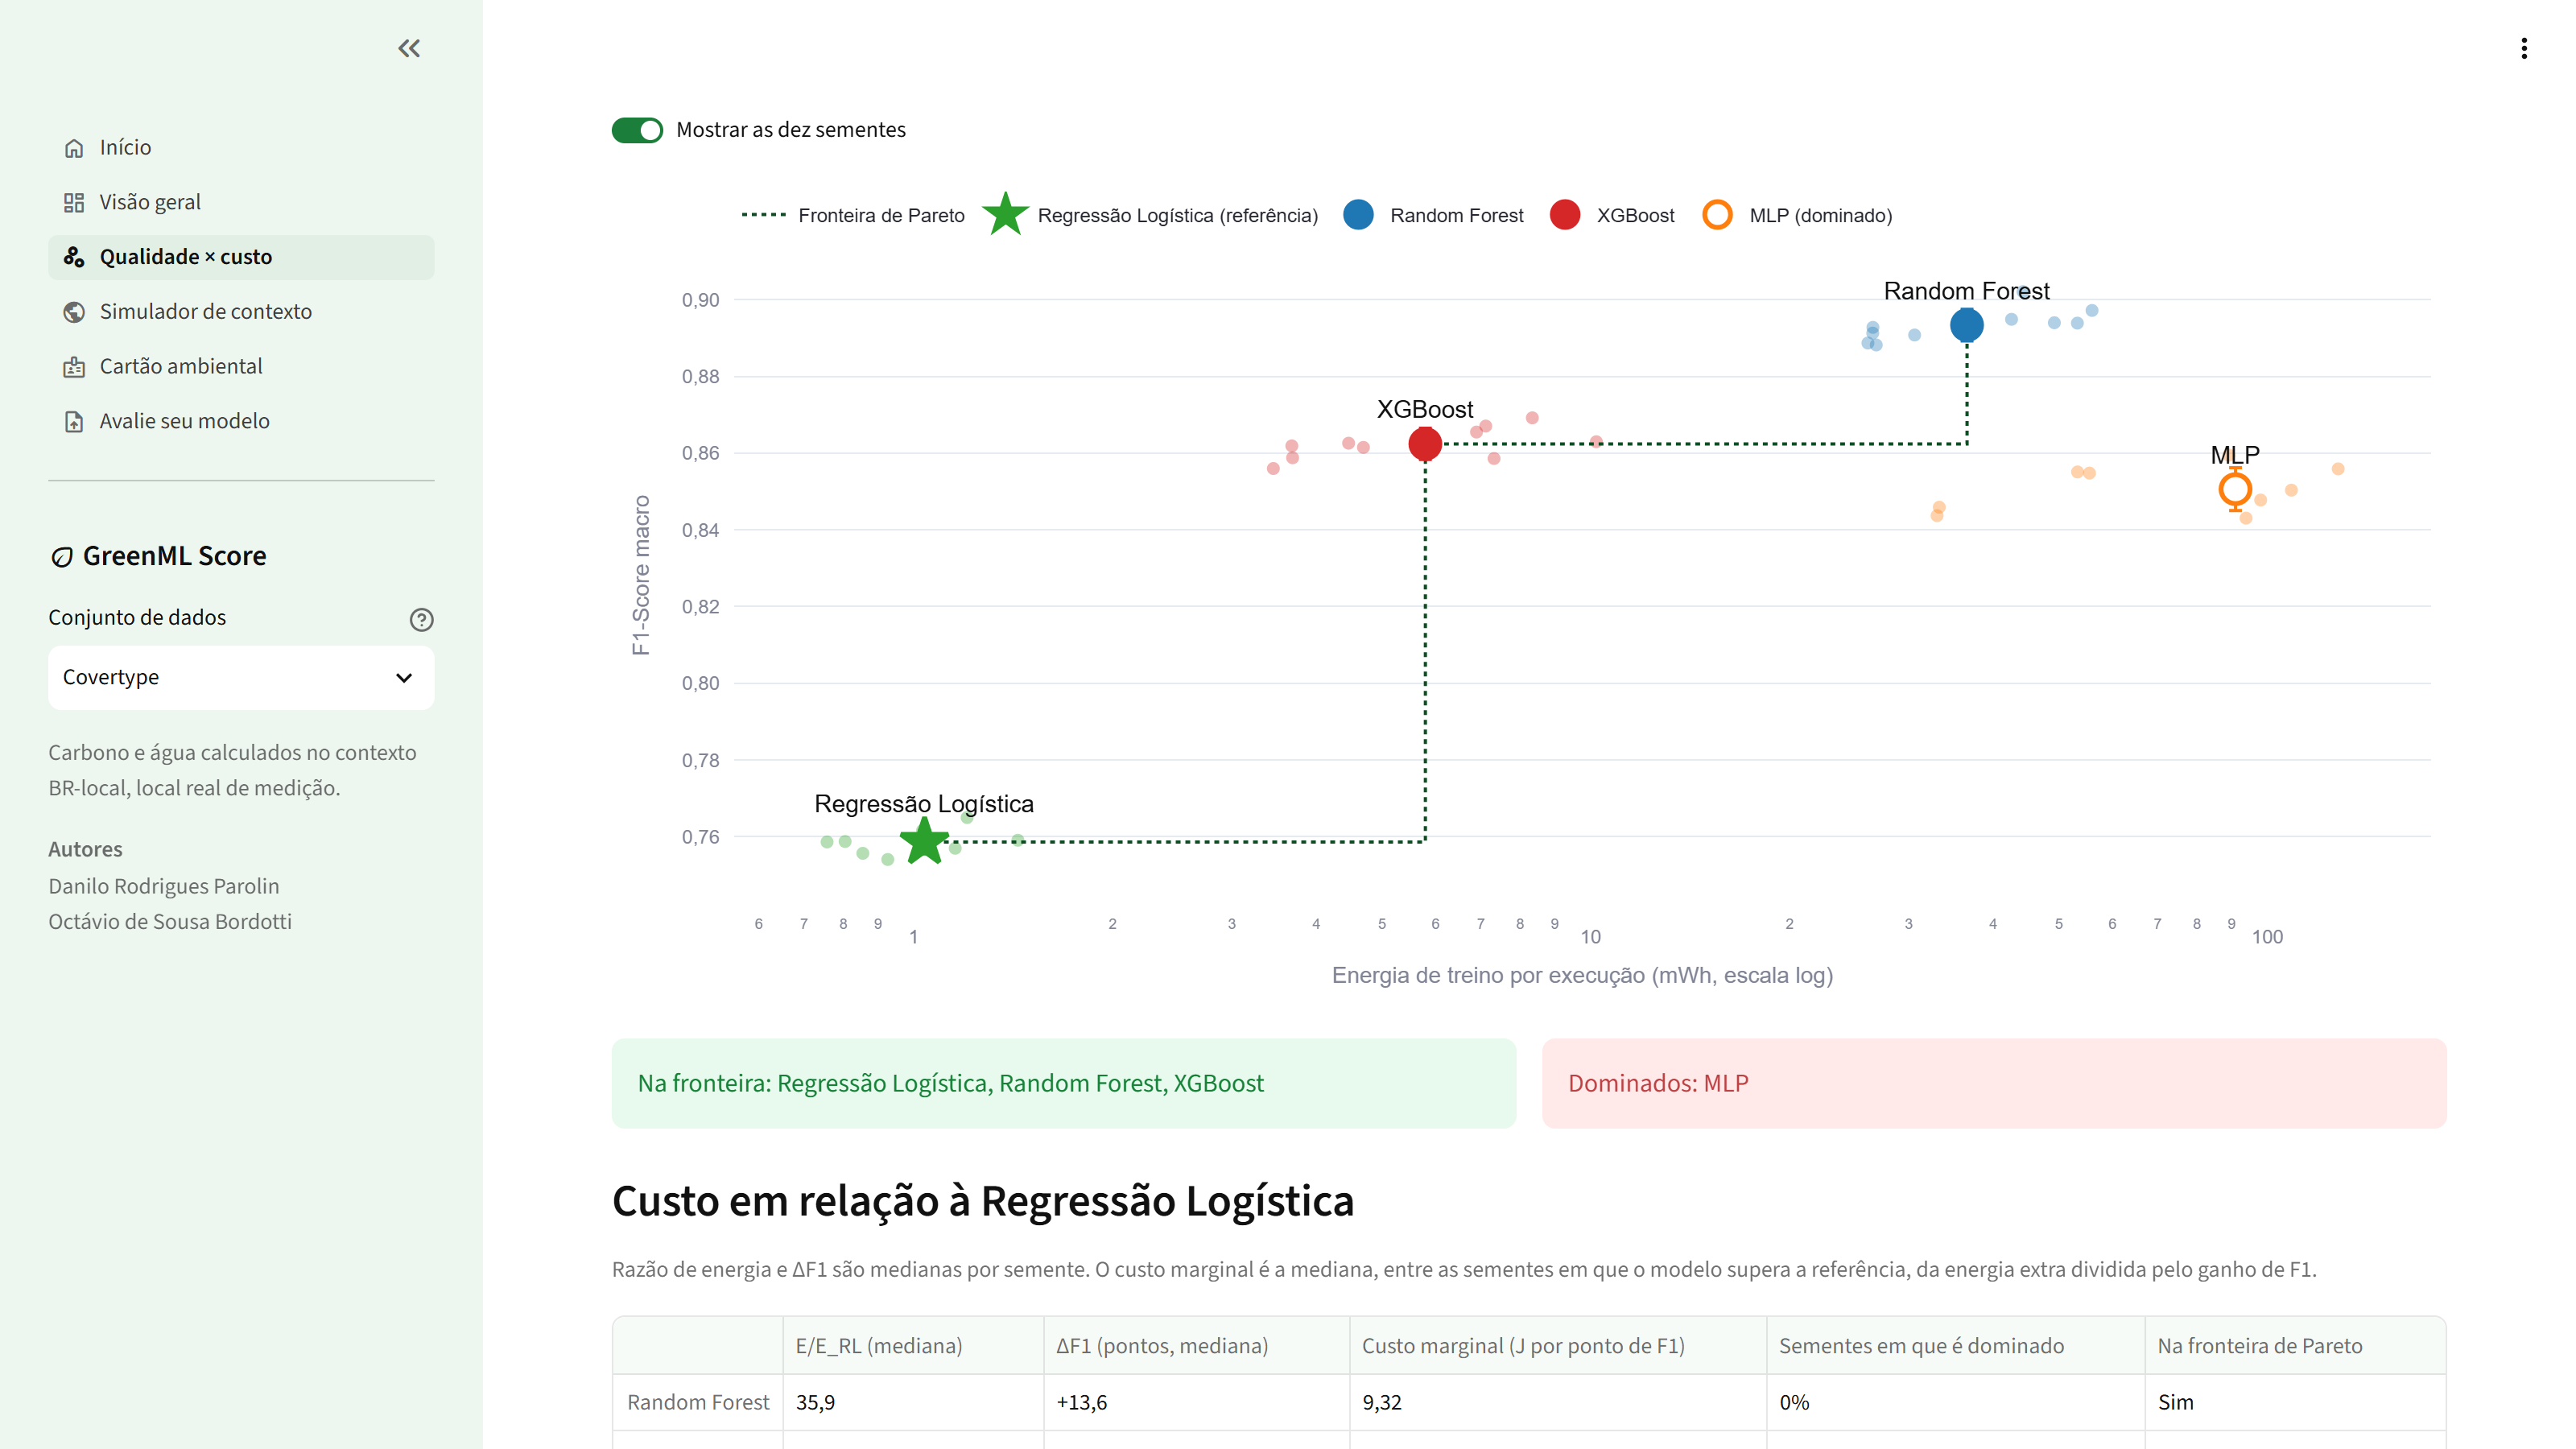 Início
Visão geral
Qualidade × custo
Simulador de contexto
Cartão ambiental
Avalie seu modelo
GreenML Score
Conjunto de dados
Covertype
Carbono e água calculados no contexto
BR-local, local real de medição.
Autores
Danilo Rodrigues Parolin
Octávio de Sousa Bordotti
Mostrar as dez sementes
Fronteira de Pareto Regressão Logística (referência) Random Forest XGBoost MLP (dominado)
Random Forest
0,90
0,88
XGBoost
0,86
MLP
0,84
F1-Score macro
0,82
0,80
0,78
Regressão Logística
0,76
6 7 8 9 1 2 3 4 5 6 7 8 9 10 2 3 4 5 6 7 8 9 100
Energia de treino por execução (mWh, escala log)
Na fronteira: Regressão Logística, Random Forest, XGBoost
Dominados: MLP
Custo em relação à Regressão Logística
Razão de energia e ΔF1 são medianas por semente. O custo marginal é a mediana, entre as sementes em que o modelo supera a referência, da energia extra dividida pelo ganho de F1.
E/E_RL (mediana) ΔF1 (pontos, mediana) Custo marginal (J por ponto de F1) Sementes em que é dominado Na fronteira de Pareto
Random Forest 35,9 +13,6 9,32 0% Sim